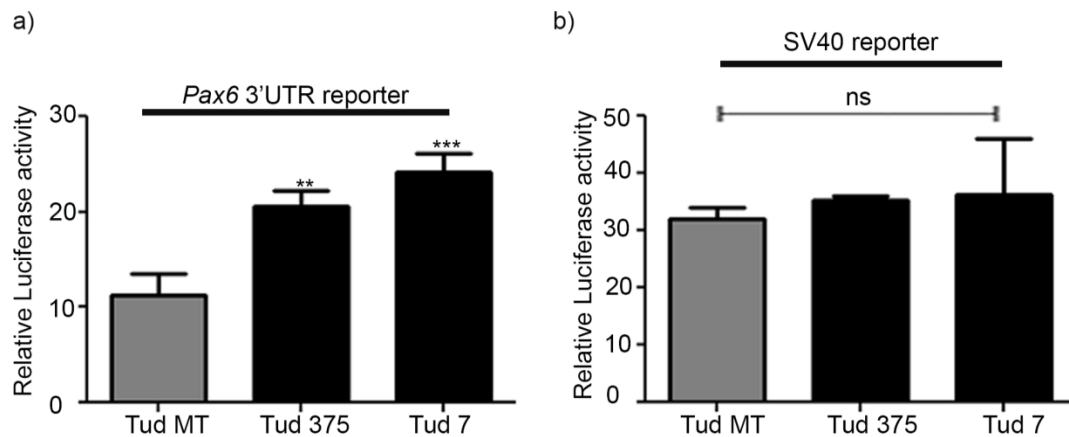 a)
Pax6 3'UTR reporter
Relative Luciferase activity
30
20
10
0
**
***
Tud MT
Tud 375
Tud 7
b)
SV40 reporter
ns
Relative Luciferase activity
50
40
30
20
10
0
Tud MT
Tud 375
Tud 7